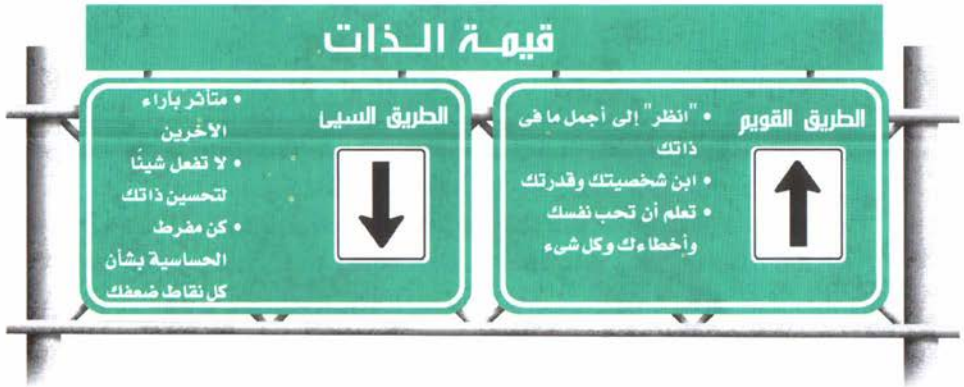 قيمة الذات
الطريق القويم
• "انظر" إلى أجمل ما فى
ذاتك
• ابن شخصيتك وقدرتك
• تعلم أن تحب نفسك
وأخطاءك وكل شىء
الطريق السيئ
• متأثر بآراء
الآخرين
• لا تفعل شيئًا
لتحسين ذاتك
• كن مفرط
الحساسية بشأن
كل نقاط ضعفك